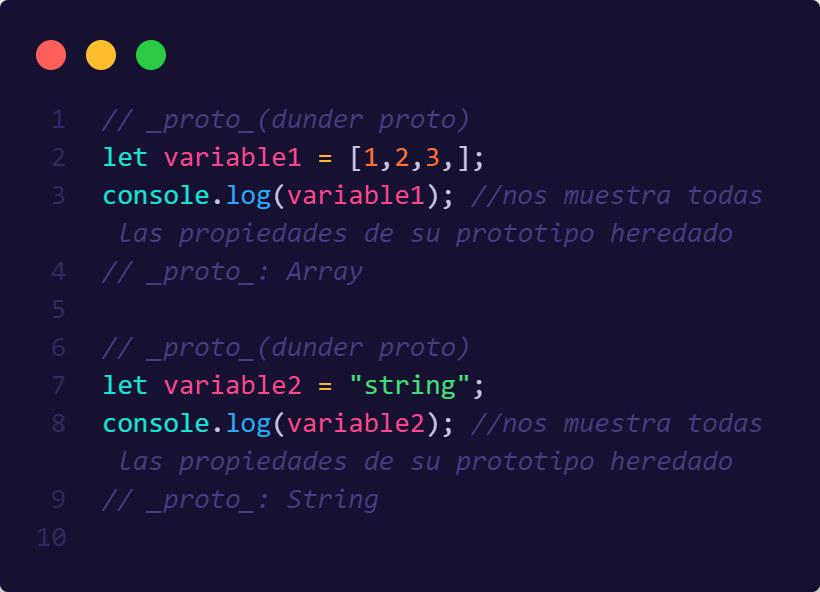 1 // _proto_(dunder proto)
2 let variable1 = [1,2,3,];
3 console.log(variable1); //nos muestra todas
las propiedades de su prototipo heredado
4 // _proto_: Array
5
6 // _proto_(dunder proto)
7 let variable2 = "string";
8 console.log(variable2); //nos muestra todas
las propiedades de su prototipo heredado
9 // _proto_: String
10